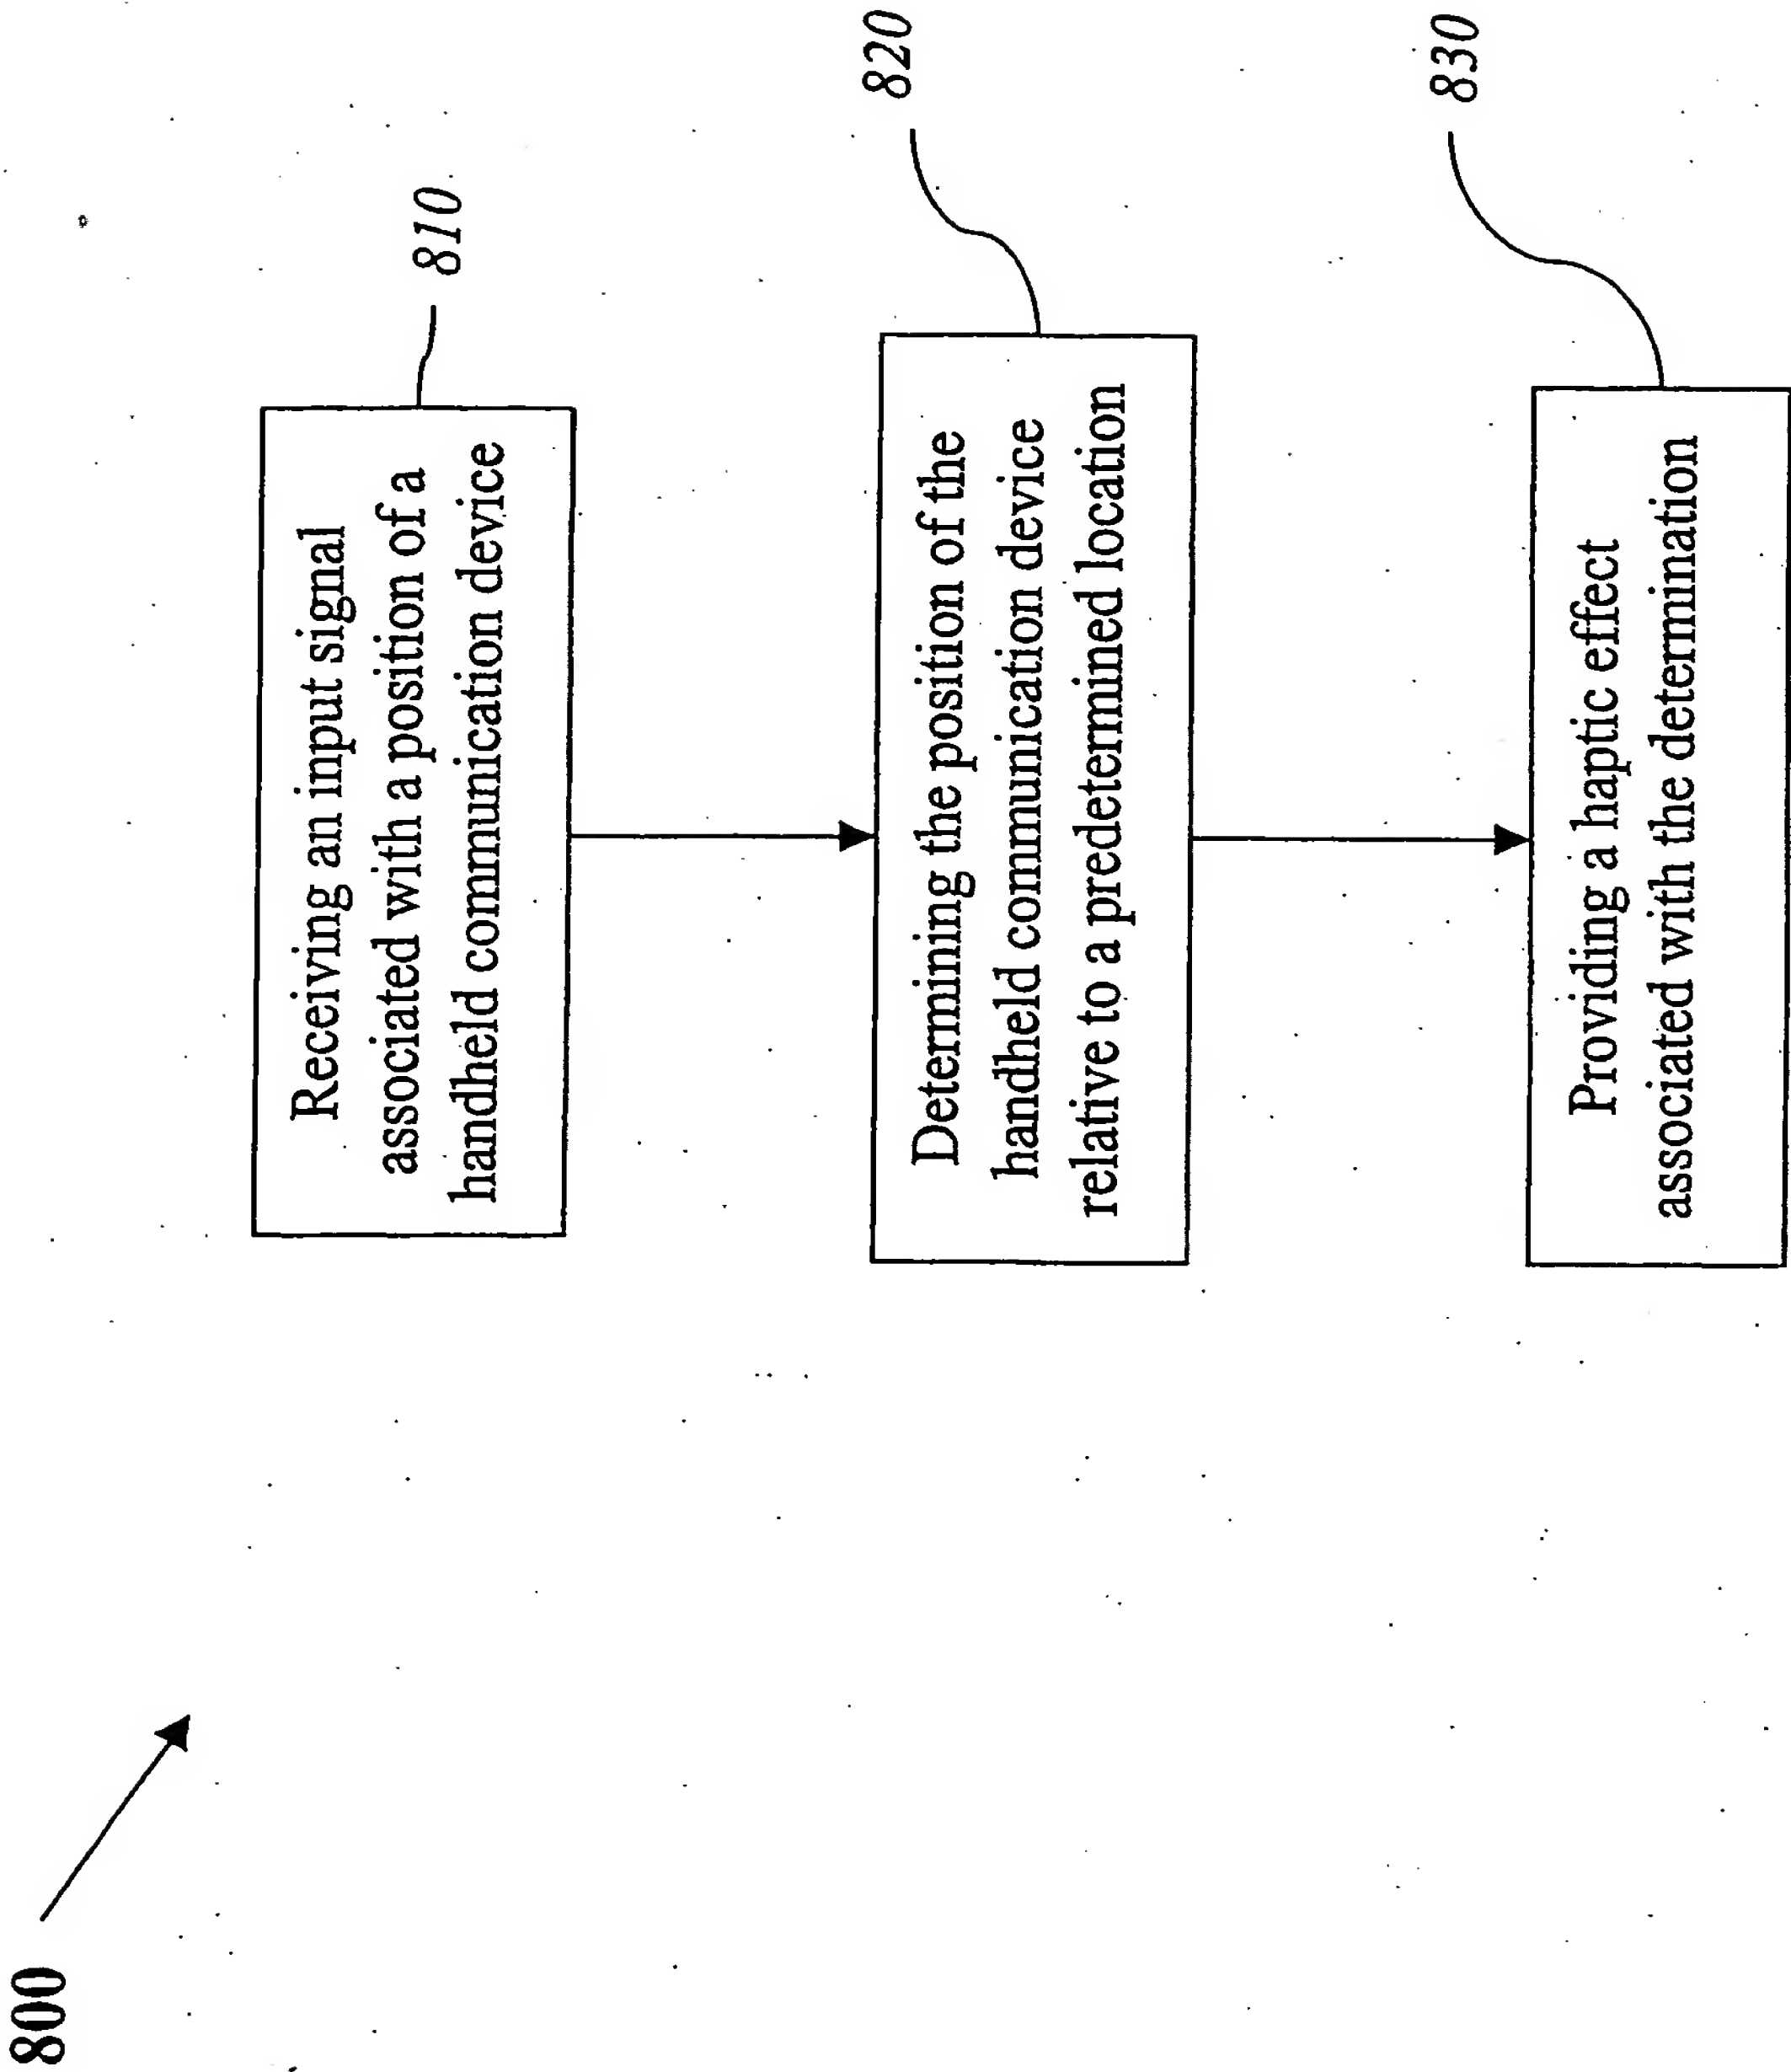 800
810
Receiving an input signal
associated with a position of a
handheld communication device
820
Determining the position of the
handheld communication device
relative to a predetermined location
830
Providing a haptic effect
associated with the determination